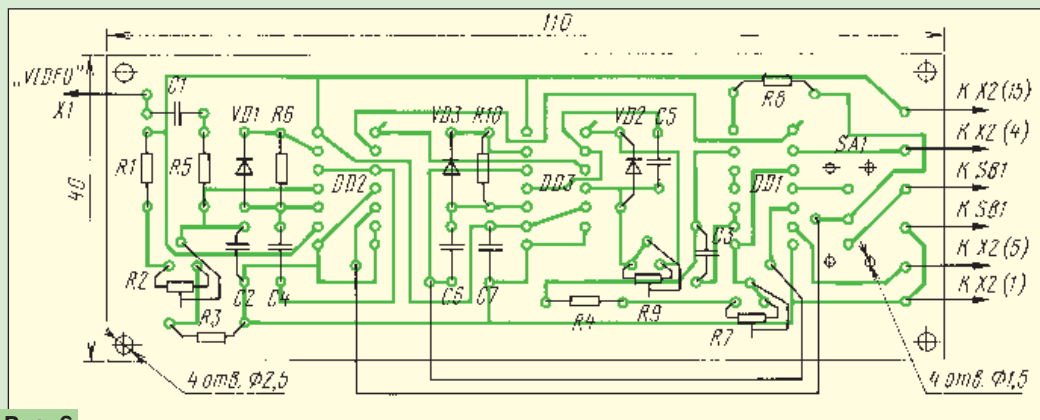 110
„VIDEO"
X1
40
C1
VD1
R6
VD3
R10
VD2
C5
R8
К X2(15)
К X2(4)
SA1
К SB1
К SB1
К X2(5)
К X2(1)
R1
R5
DD2
DD3
DD1
R2
C2
C4
C6
C7
C3
R3
R4
R9
R7
4 отв. Ф2,5
4 отв. Ф1,5